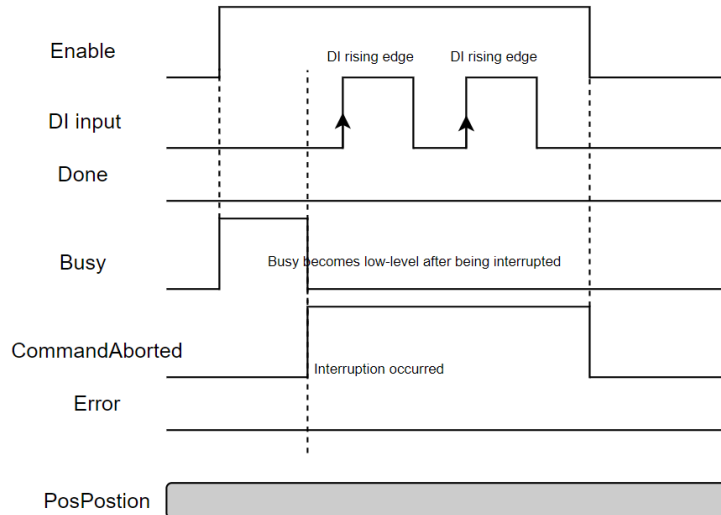 Enable
DI rising edge DI rising edge
DI input
Done
Busy
Busy becomes low-level after being interrupted
CommandAborted
Interruption occurred
Error
PosPostion